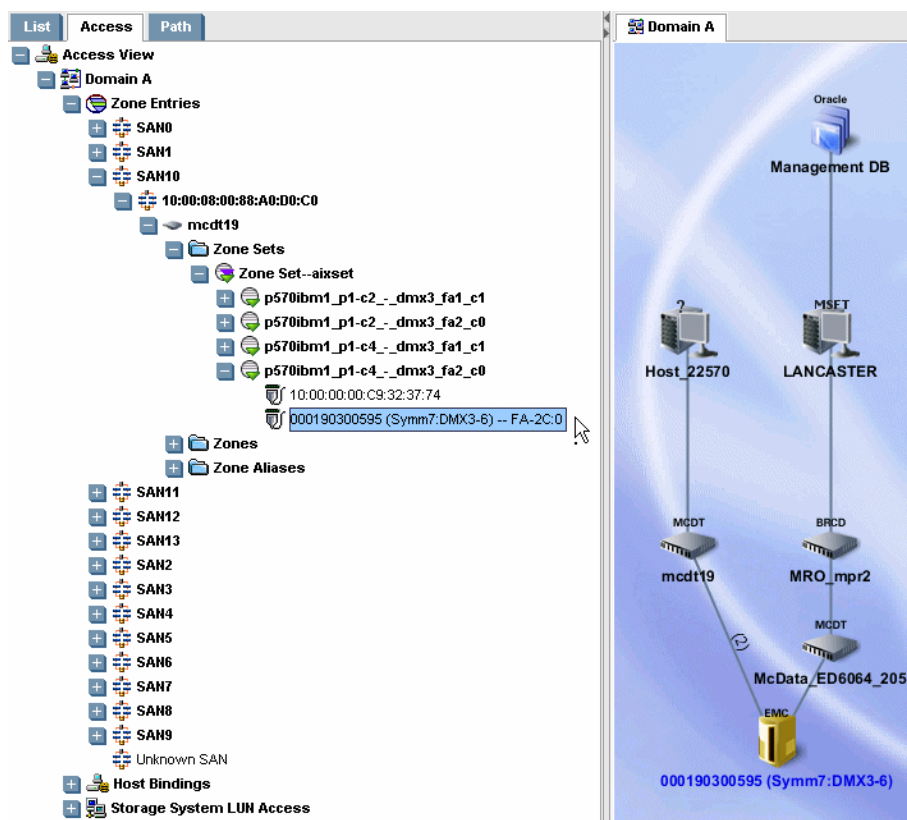 List
Access
Path
Access View
Domain A
Zone Entries
SAN0
SAN1
SAN10
10:00:08:00:88:A0:D0:C0
mcdt19
Zone Sets
Zone Set--aixset
p570ibm1_p1-c2_-_dmx3_fa1_c1
p570ibm1_p1-c2_-_dmx3_fa2_c0
p570ibm1_p1-c4_-_dmx3_fa1_c1
p570ibm1_p1-c4_-_dmx3_fa2_c0
10:00:00:00:C9:32:37:74
000190300595 (Symm7:DMX3-6) -- FA-2C:0
Zones
Zone Aliases
SAN11
SAN12
SAN13
SAN2
SAN3
SAN4
SAN5
SAN6
SAN7
SAN8
SAN9
Unknown SAN
Host Bindings
Storage System LUN Access
Domain A
Oracle
Management DB
?
Host_22570
MSFT
LANCASTER
MCDT
mcdt19
BRCD
MRO_mpr2
2
MCDT
McData_ED6064_205
EMC
000190300595 (Symm7:DMX3-6)